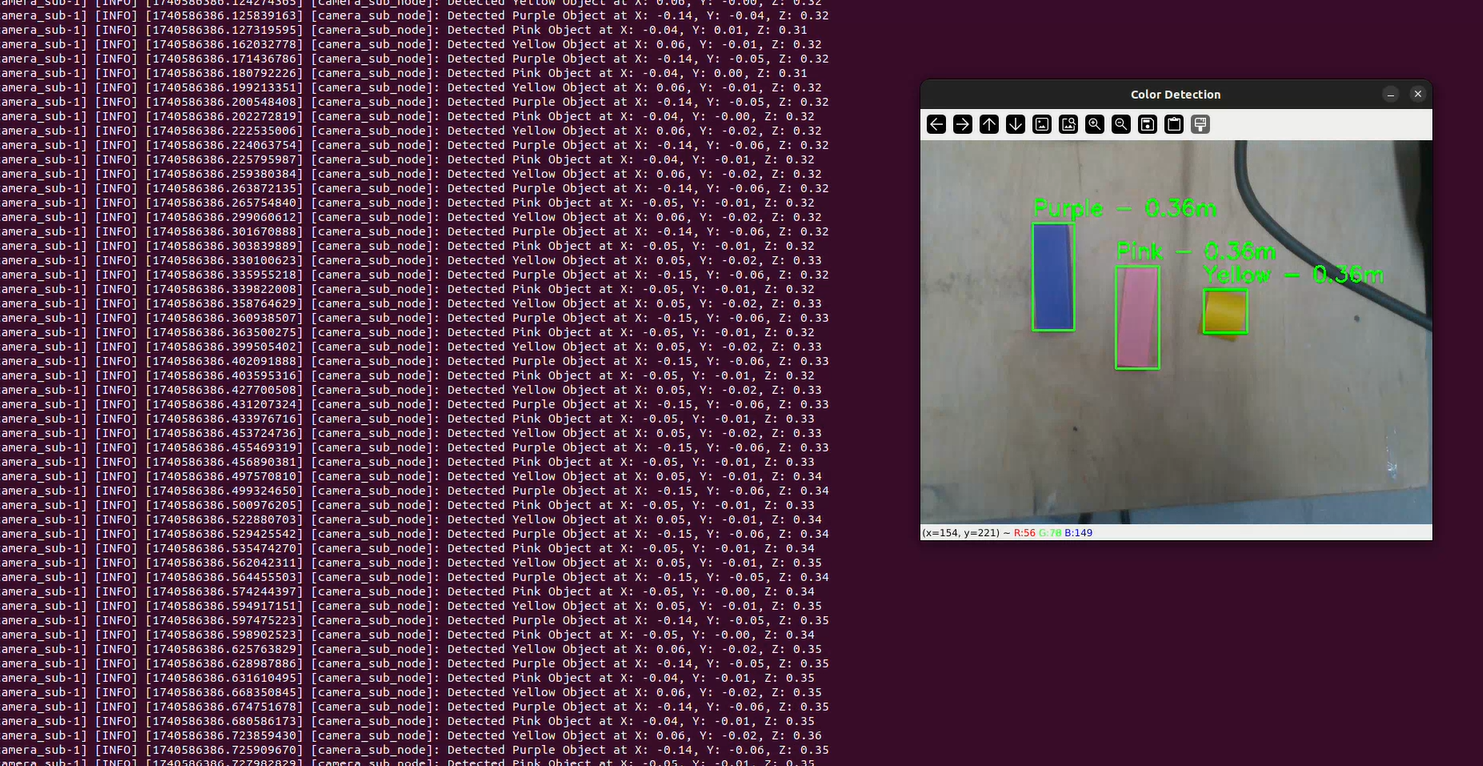 camera_sub-1] [INFO] [1740586386.124274365] [camera_sub_node]: Detected Yellow Object at X: 0.06, Y: -0.00, Z: 0.32
amera_sub-1] [INFO] [1740586386.125839163] [camera_sub_node]: Detected Purple Object at X: -0.14, Y: -0.04, Z: 0.32
amera_sub-1] [INFO] [1740586386.127319595] [camera_sub_node]: Detected Pink Object at X: -0.04, Y: 0.01, Z: 0.31
amera_sub-1] [INFO] [1740586386.162032778] [camera_sub_node]: Detected Yellow Object at X: 0.06, Y: -0.01, Z: 0.32
amera_sub-1] [INFO] [1740586386.171436786] [camera_sub_node]: Detected Purple Object at X: -0.14, Y: -0.05, Z: 0.32
amera_sub-1] [INFO] [1740586386.180792226] [camera_sub_node]: Detected Pink Object at X: -0.04, Y: 0.00, Z: 0.31
amera_sub-1] [INFO] [1740586386.199213351] [camera_sub_node]: Detected Yellow Object at X: 0.06, Y: -0.01, Z: 0.32
amera_sub-1] [INFO] [1740586386.200548408] [camera_sub_node]: Detected Purple Object at X: -0.14, Y: -0.05, Z: 0.32
amera_sub-1] [INFO] [1740586386.202272819] [camera_sub_node]: Detected Pink Object at X: -0.04, Y: -0.00, Z: 0.32
amera_sub-1] [INFO] [1740586386.222535006] [camera_sub_node]: Detected Yellow Object at X: 0.06, Y: -0.02, Z: 0.32
amera_sub-1] [INFO] [1740586386.224063754] [camera_sub_node]: Detected Purple Object at X: -0.14, Y: -0.06, Z: 0.32
amera_sub-1] [INFO] [1740586386.225795987] [camera_sub_node]: Detected Pink Object at X: -0.04, Y: -0.01, Z: 0.32
amera_sub-1] [INFO] [1740586386.259380384] [camera_sub_node]: Detected Yellow Object at X: 0.06, Y: -0.02, Z: 0.32
amera_sub-1] [INFO] [1740586386.263872135] [camera_sub_node]: Detected Purple Object at X: -0.14, Y: -0.06, Z: 0.32
amera_sub-1] [INFO] [1740586386.265754840] [camera_sub_node]: Detected Pink Object at X: -0.05, Y: -0.01, Z: 0.32
amera_sub-1] [INFO] [1740586386.299060612] [camera_sub_node]: Detected Yellow Object at X: 0.06, Y: -0.02, Z: 0.32
amera_sub-1] [INFO] [1740586386.301670888] [camera_sub_node]: Detected Purple Object at X: -0.14, Y: -0.06, Z: 0.32
amera_sub-1] [INFO] [1740586386.303839889] [camera_sub_node]: Detected Pink Object at X: -0.05, Y: -0.01, Z: 0.32
amera_sub-1] [INFO] [1740586386.330100623] [camera_sub_node]: Detected Yellow Object at X: 0.06, Y: -0.02, Z: 0.33
amera_sub-1] [INFO] [1740586386.335955218] [camera_sub_node]: Detected Purple Object at X: -0.15, Y: -0.06, Z: 0.32
amera_sub-1] [INFO] [1740586386.339822008] [camera_sub_node]: Detected Pink Object at X: -0.05, Y: -0.01, Z: 0.32
amera_sub-1] [INFO] [1740586386.358764629] [camera_sub_node]: Detected Yellow Object at X: 0.05, Y: -0.02, Z: 0.33
amera_sub-1] [INFO] [1740586386.360938507] [camera_sub_node]: Detected Purple Object at X: -0.15, Y: -0.06, Z: 0.33
amera_sub-1] [INFO] [1740586386.363500275] [camera_sub_node]: Detected Pink Object at X: -0.05, Y: -0.01, Z: 0.32
amera_sub-1] [INFO] [1740586386.399505402] [camera_sub_node]: Detected Yellow Object at X: 0.05, Y: -0.02, Z: 0.33
amera_sub-1] [INFO] [1740586386.402091888] [camera_sub_node]: Detected Purple Object at X: -0.15, Y: -0.06, Z: 0.33
amera_sub-1] [INFO] [1740586386.403595316] [camera_sub_node]: Detected Pink Object at X: -0.05, Y: -0.01, Z: 0.32
amera_sub-1] [INFO] [1740586386.427700508] [camera_sub_node]: Detected Yellow Object at X: 0.05, Y: -0.02, Z: 0.33
amera_sub-1] [INFO] [1740586386.431207324] [camera_sub_node]: Detected Purple Object at X: -0.15, Y: -0.06, Z: 0.33
amera_sub-1] [INFO] [1740586386.433976716] [camera_sub_node]: Detected Pink Object at X: -0.05, Y: -0.01, Z: 0.33
amera_sub-1] [INFO] [1740586386.453724736] [camera_sub_node]: Detected Yellow Object at X: 0.05, Y: -0.02, Z: 0.33
amera_sub-1] [INFO] [1740586386.455469319] [camera_sub_node]: Detected Purple Object at X: -0.15, Y: -0.06, Z: 0.33
amera_sub-1] [INFO] [1740586386.456890381] [camera_sub_node]: Detected Pink Object at X: -0.05, Y: -0.01, Z: 0.33
amera_sub-1] [INFO] [1740586386.497570810] [camera_sub_node]: Detected Yellow Object at X: 0.05, Y: -0.01, Z: 0.34
amera_sub-1] [INFO] [1740586386.499324650] [camera_sub_node]: Detected Purple Object at X: -0.15, Y: -0.06, Z: 0.34
amera_sub-1] [INFO] [1740586386.500976205] [camera_sub_node]: Detected Pink Object at X: -0.05, Y: -0.01, Z: 0.33
amera_sub-1] [INFO] [1740586386.522880703] [camera_sub_node]: Detected Yellow Object at X: 0.05, Y: -0.01, Z: 0.34
amera_sub-1] [INFO] [1740586386.529425542] [camera_sub_node]: Detected Purple Object at X: -0.15, Y: -0.06, Z: 0.34
amera_sub-1] [INFO] [1740586386.535474270] [camera_sub_node]: Detected Pink Object at X: -0.05, Y: -0.01, Z: 0.34
amera_sub-1] [INFO] [1740586386.562042311] [camera_sub_node]: Detected Yellow Object at X: 0.05, Y: -0.01, Z: 0.35
amera_sub-1] [INFO] [1740586386.564455503] [camera_sub_node]: Detected Purple Object at X: -0.15, Y: -0.05, Z: 0.34
amera_sub-1] [INFO] [1740586386.574244397] [camera_sub_node]: Detected Pink Object at X: -0.05, Y: -0.00, Z: 0.34
amera_sub-1] [INFO] [1740586386.594917151] [camera_sub_node]: Detected Yellow Object at X: 0.05, Y: -0.01, Z: 0.35
amera_sub-1] [INFO] [1740586386.597475223] [camera_sub_node]: Detected Purple Object at X: -0.14, Y: -0.05, Z: 0.35
amera_sub-1] [INFO] [1740586386.598902523] [camera_sub_node]: Detected Pink Object at X: -0.05, Y: -0.00, Z: 0.34
amera_sub-1] [INFO] [1740586386.625763829] [camera_sub_node]: Detected Yellow Object at X: 0.06, Y: -0.02, Z: 0.35
amera_sub-1] [INFO] [1740586386.628987886] [camera_sub_node]: Detected Purple Object at X: -0.14, Y: -0.05, Z: 0.35
amera_sub-1] [INFO] [1740586386.631610495] [camera_sub_node]: Detected Pink Object at X: -0.04, Y: -0.01, Z: 0.35
amera_sub-1] [INFO] [1740586386.668350845] [camera_sub_node]: Detected Yellow Object at X: 0.06, Y: -0.02, Z: 0.35
amera_sub-1] [INFO] [1740586386.674751678] [camera_sub_node]: Detected Purple Object at X: -0.14, Y: -0.06, Z: 0.35
amera_sub-1] [INFO] [1740586386.680586173] [camera_sub_node]: Detected Pink Object at X: -0.04, Y: -0.01, Z: 0.35
amera_sub-1] [INFO] [1740586386.723859430] [camera_sub_node]: Detected Yellow Object at X: 0.06, Y: -0.02, Z: 0.36
amera_sub-1] [INFO] [1740586386.725909670] [camera_sub_node]: Detected Purple Object at X: -0.14, Y: -0.06, Z: 0.35
amera_sub-1] [INFO] [1740586386.727982829] [camera_sub_node]: Detected Pink Object at X: -0.05, Y: -0.01, Z: 0.35
Color Detection
Purple - 0.36m
Pink - 0.36m
Yellow - 0.36m
(x=154, y=221) ~ R:56 G:70 B:149